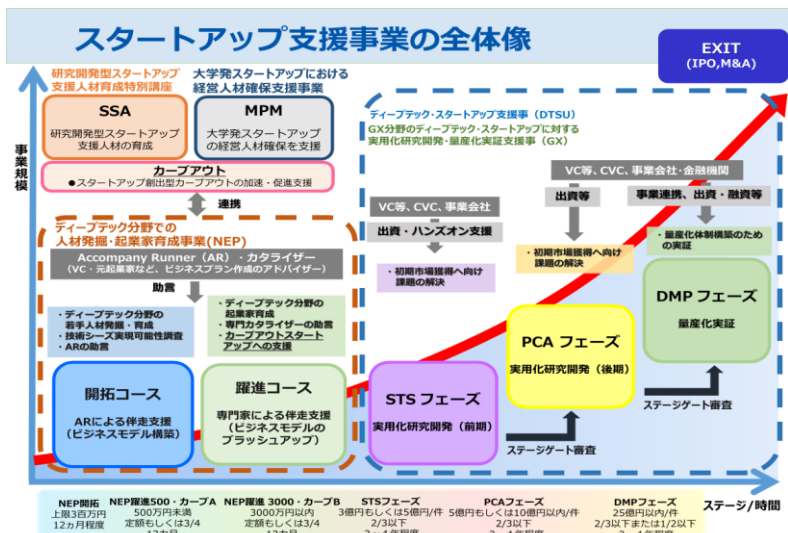 スタートアップ支援事業の全体像
EXIT
(IPO,M&A)
研究開発型スタートアップ
支援人材育成特別講座
大学発スタートアップにおける
経営人材確保支援事業
SSA
研究開発型スタートアップ
支援人材の育成
MPM
大学発スタートアップ
の経営人材確保を支援
カーブアウト
●スタートアップ創出型カーブアウトの加速・促進支援
事業規模
連携
ディープテック・スタートアップ支援事（DTSU）
GX分野のディープテック・スタートアップに対する
実用化研究開発・量産化実証支援事（GX）
ディープテック分野での
人材発掘・起業家育成事業(NEP)
Accompany Runner（AR）・カタライザー
（VC・元起業家など、ビジネスプラン作成のアドバイザー）
助言
・ディープテック分野の
若手人材発掘・育成
・技術シーズ実現可能性調査
・ARの助言
・ディープテック分野の
起業家育成
・専門カタライザーの助言
・カーブアウトスタート
アップへの支援
開拓コース
ARによる伴走支援
（ビジネスモデル構築）
躍進コース
専門家による伴走支援
（ビジネスモデルの
ブラッシュアップ）
VC等、CVC、事業会社
出資・ハンズオン支援
・初期市場獲得へ向け
課題の解決
VC等、CVC、事業会社・金融機関
出資等
事業連携、出資・融資等
・初期市場獲得へ向け
課題の解決
・量産化体制構築のため
の実証
STS フェーズ
実用化研究開発（前期）
PCA フェーズ
実用化研究開発（後期）
DMP フェーズ
量産化実証
ステージゲート審査
ステージゲート審査
ステージ/時間
NEP開拓
上限3百万円
12ヵ月程度
NEP躍進500・カーブA
500万円未満
定額もしくは3/4
NEP躍進 3000・カーブB
3000万円以内
定額もしくは3/4
STSフェーズ
3億円もしくは5億円/件
2/3以下
PCAフェーズ
5億円もしくは10億円以内/件
2/3以下
DMPフェーズ
25億円以内/件
2/3以下または1/2以下